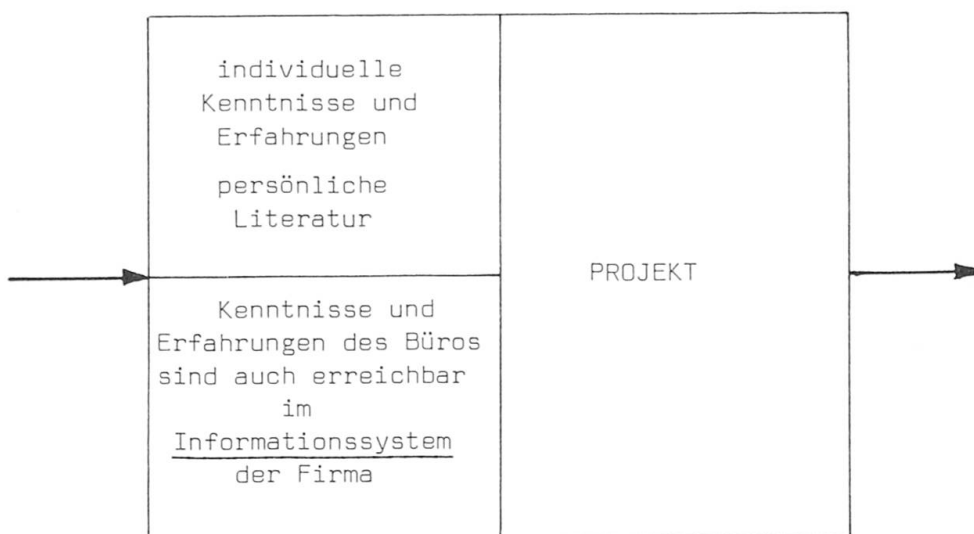 individuelle
Kenntnisse und
Erfahrungen
persönliche
Literatur
PROJEKT
Kenntnisse und
Erfahrungen des Büros
sind auch erreichbar
im
Informationssystem
der Firma